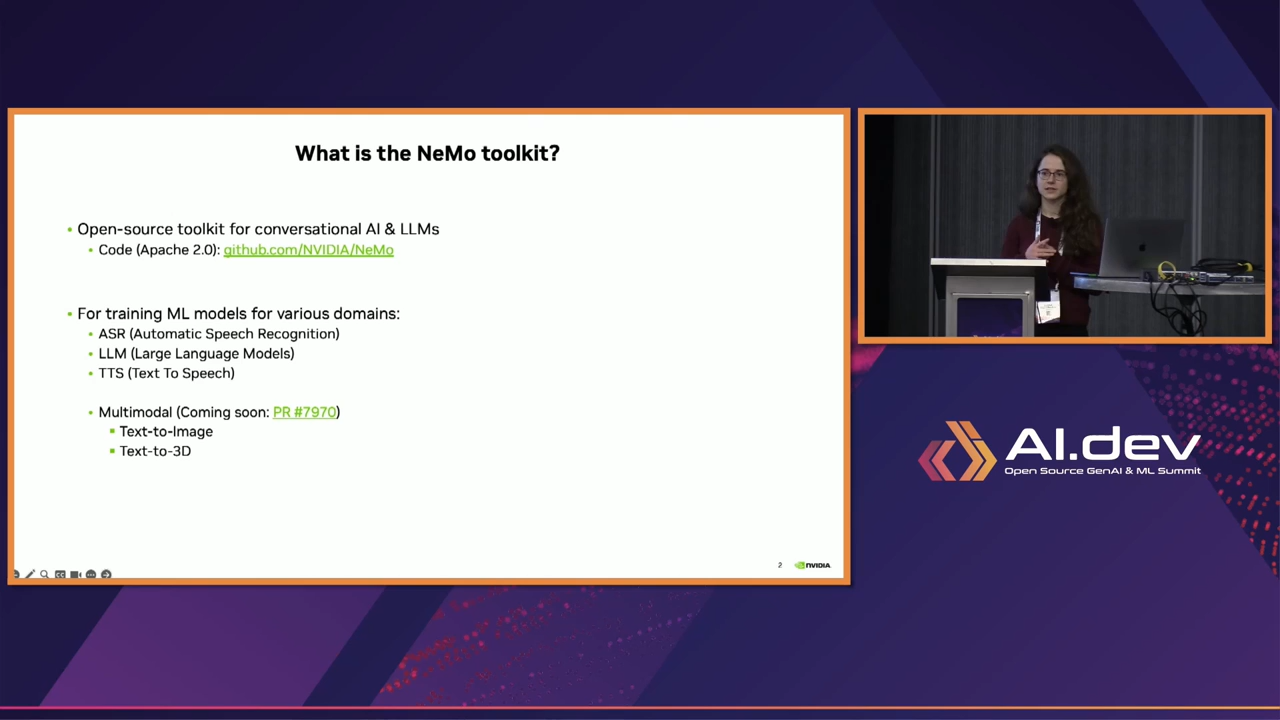 What is the NeMo toolkit?
• Open-source toolkit for conversational AI & LLMs
• Code (Apache 2.0): github.com/NVIDIA/NeMo
• For training ML models for various domains:
• ASR (Automatic Speech Recognition)
• LLM (Large Language Models)
• TTS (Text To Speech)
• Multimodal (Coming soon: PR #7970)
▪ Text-to-Image
▪ Text-to-3D
2
NVIDIA
AI.dev
Open Source GenAI & ML Summit